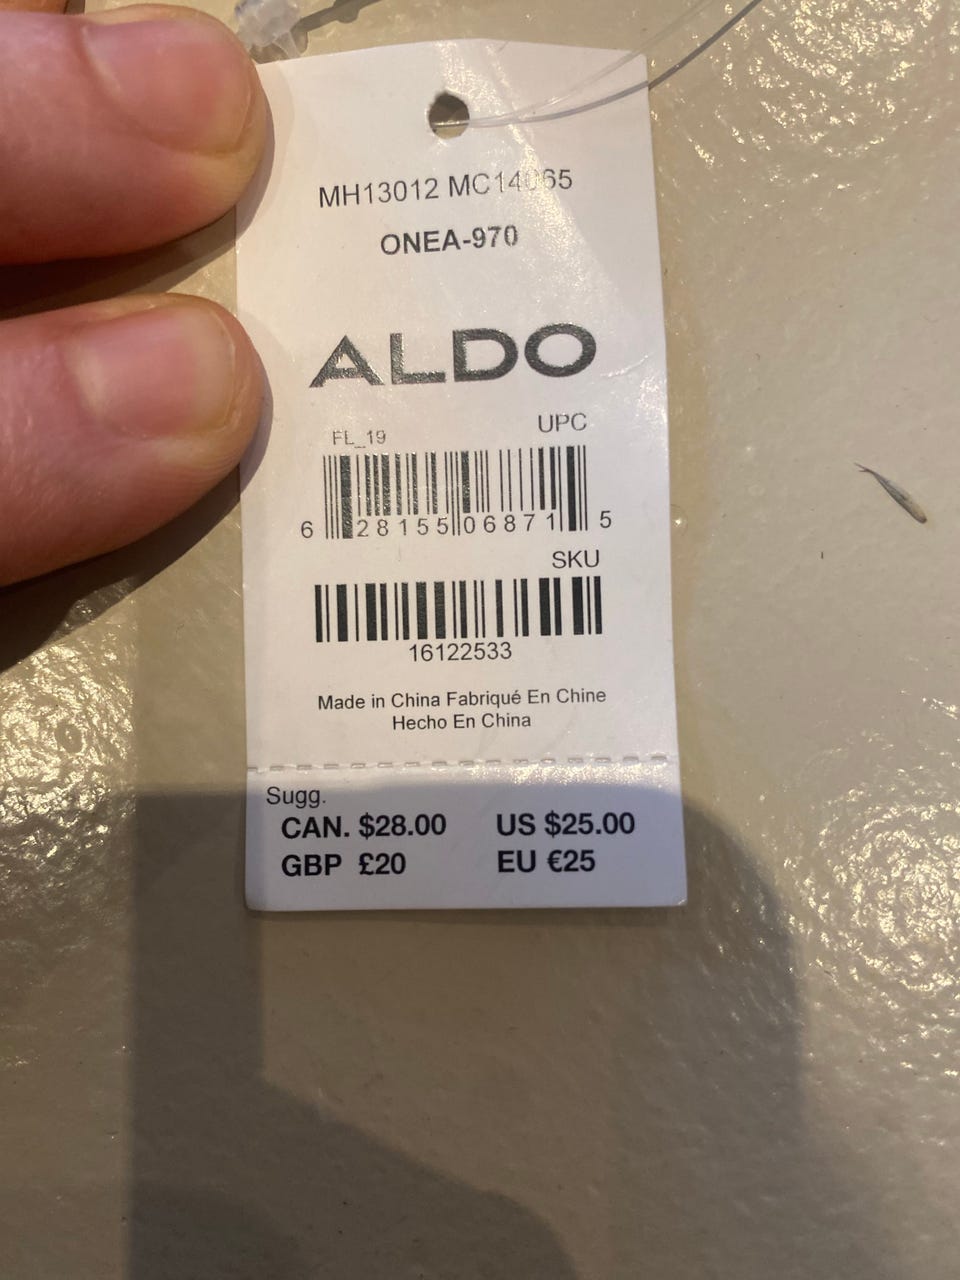 MH13012 MC14065
ONEA-970
ALDO
UPC
FL_19
6 28155 06871 5
SKU
16122533
Made in China Fabriqué En Chine
Hecho En China
Sugg.
CAN. $28.00 US $25.00
GBP £20 EU €25